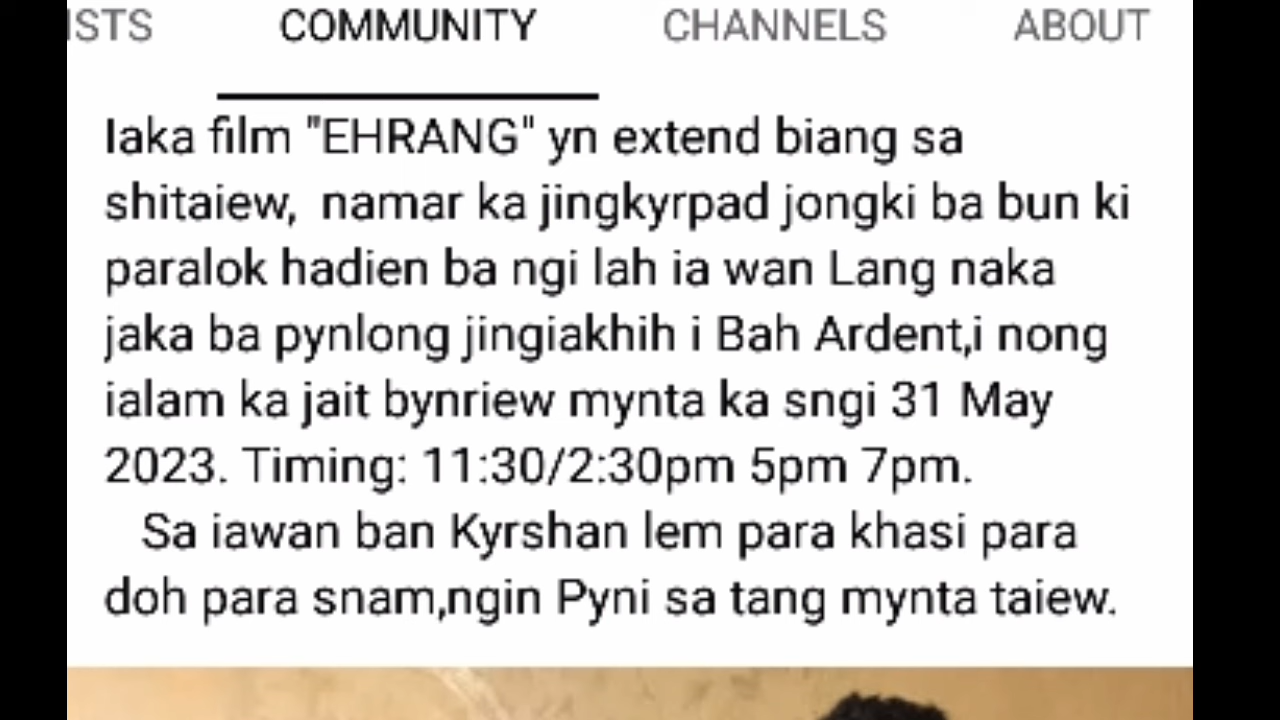 ISTS COMMUNITY CHANNELS ABOUT
Iaka film "EHRANG" yn extend biang sa
shitaiew, namar ka jingkyrpad jongki ba bun ki
paralok hadien ba ngi lah ia wan Lang naka
jaka ba pynlong jingiakhih i Bah Ardent,i nong
ialam ka jait bynriew mynta ka sngi 31 May
2023. Timing: 11:30/2:30pm 5pm 7pm.
Sa iawan ban Kyrshan lem para khasi para
doh para snam,ngin Pyni sa tang mynta taiew.